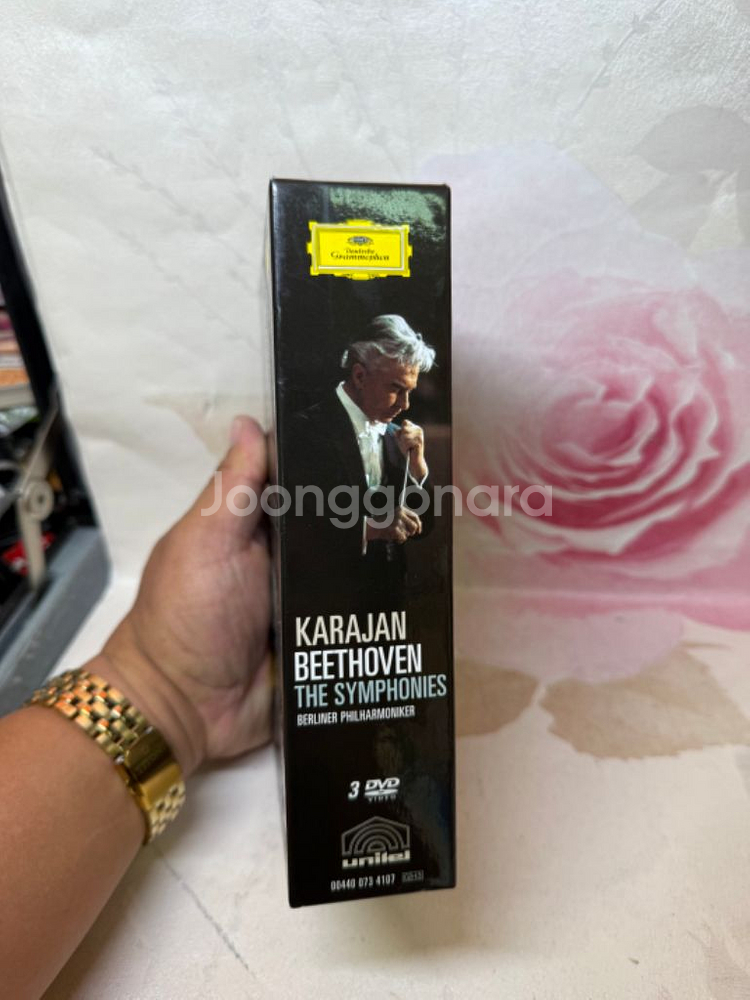 Deutsche
Grammophon
Joonggonara
KARAJAN
BEETHOVEN
THE SYMPHONIES
BERLINER PHILHARMONIKER
3 DVD
VIDEO
unitel
00440 073 4107